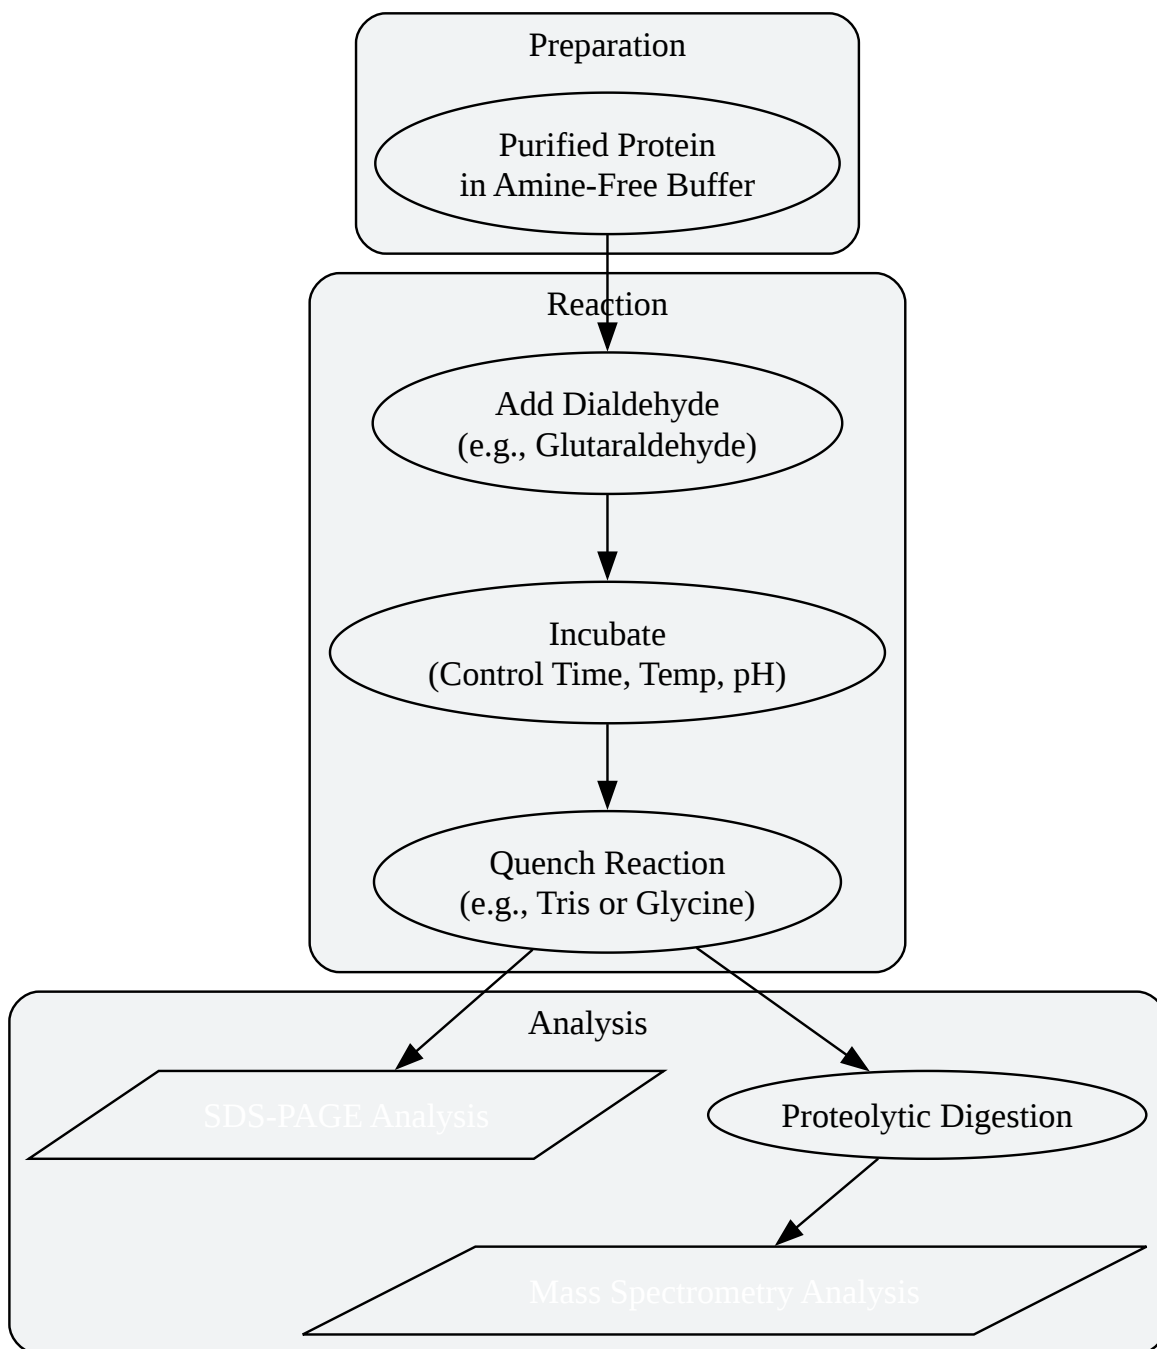 Preparation
Purified Protein
in Amine-Free Buffer
Reaction
Add Dialdehyde
(e.g., Glutaraldehyde)
Incubate
(Control Time, Temp, pH)
Quench Reaction
(e.g., Tris or Glycine)
Analysis
SDS-PAGE Analysis
Proteolytic Digestion
Mass Spectrometry Analysis